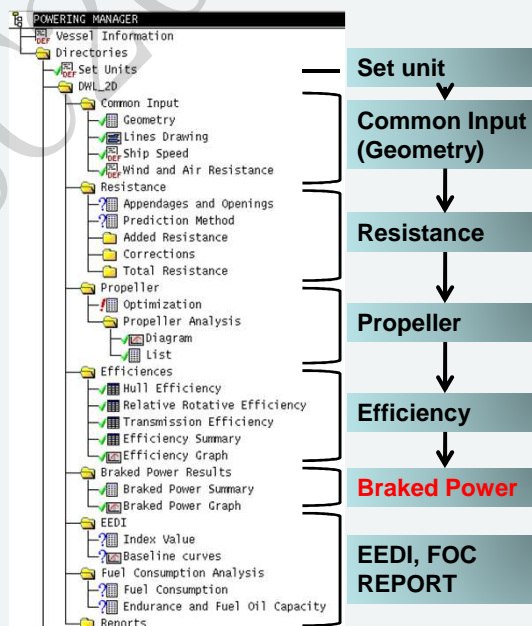 POWERING MANAGER
Vessel Information
Directories
Set Units
DWL_2D
Common Input
Geometry
Lines Drawing
Ship Speed
Wind and Air Resistance
Resistance
Appendages and Openings
Prediction Method
Added Resistance
Corrections
Total Resistance
Propeller
Optimization
Propeller Analysis
Diagram
List
Efficiences
Hull Efficiency
Relative Rotative Efficiency
Transmission Efficiency
Efficiency Summary
Efficiency Graph
Braked Power Results
Braked Power Summary
Braked Power Graph
EEDI
Index Value
Baseline curves
Fuel Consumption Analysis
Fuel Consumption
Endurance and Fuel Oil Capacity
Reports
Set unit
Common Input
(Geometry)
Resistance
Propeller
Efficiency
Braked Power
EEDI, FOC
REPORT